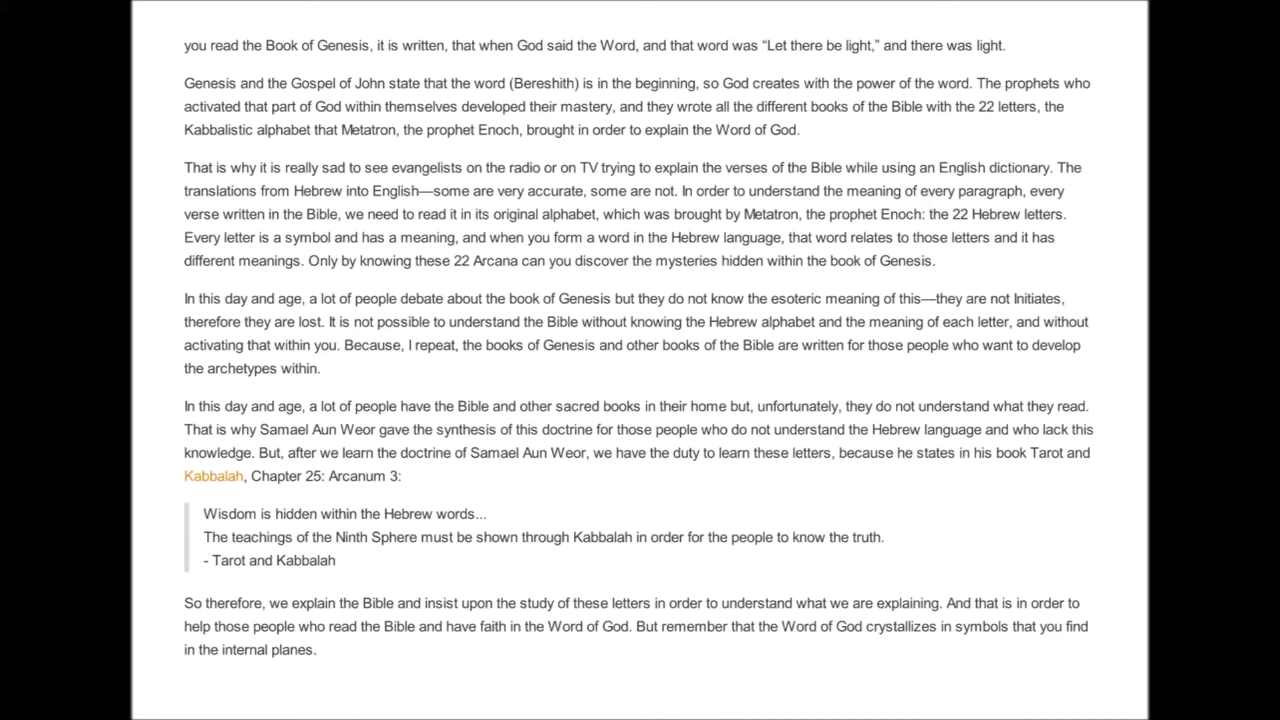 you read the Book of Genesis, it is written, that when God said the Word, and that word was “Let there be light,” and there was light.
Genesis and the Gospel of John state that the word (Bereshith) is in the beginning, so God creates with the power of the word. The prophets who
activated that part of God within themselves developed their mastery, and they wrote all the different books of the Bible with the 22 letters, the
Kabbalistic alphabet that Metatron, the prophet Enoch, brought in order to explain the Word of God.
That is why it is really sad to see evangelists on the radio or on TV trying to explain the verses of the Bible while using an English dictionary. The
translations from Hebrew into English—some are very accurate, some are not. In order to understand the meaning of every paragraph, every
verse written in the Bible, we need to read it in its original alphabet, which was brought by Metatron, the prophet Enoch: the 22 Hebrew letters.
Every letter is a symbol and has a meaning, and when you form a word in the Hebrew language, that word relates to those letters and it has
different meanings. Only by knowing these 22 Arcana can you discover the mysteries hidden within the book of Genesis.
In this day and age, a lot of people debate about the book of Genesis but they do not know the esoteric meaning of this—they are not Initiates,
therefore they are lost. It is not possible to understand the Bible without knowing the Hebrew alphabet and the meaning of each letter, and without
activating that within you. Because, I repeat, the books of Genesis and other books of the Bible are written for those people who want to develop
the archetypes within.
In this day and age, a lot of people have the Bible and other sacred books in their home but, unfortunately, they do not understand what they read.
That is why Samael Aun Weor gave the synthesis of this doctrine for those people who do not understand the Hebrew language and who lack this
knowledge. But, after we learn the doctrine of Samael Aun Weor, we have the duty to learn these letters, because he states in his book Tarot and
Kabbalah, Chapter 25: Arcanum 3:
Wisdom is hidden within the Hebrew words...
The teachings of the Ninth Sphere must be shown through Kabbalah in order for the people to know the truth.
- Tarot and Kabbalah
So therefore, we explain the Bible and insist upon the study of these letters in order to understand what we are explaining. And that is in order to
help those people who read the Bible and have faith in the Word of God. But remember that the Word of God crystallizes in symbols that you find
in the internal planes.